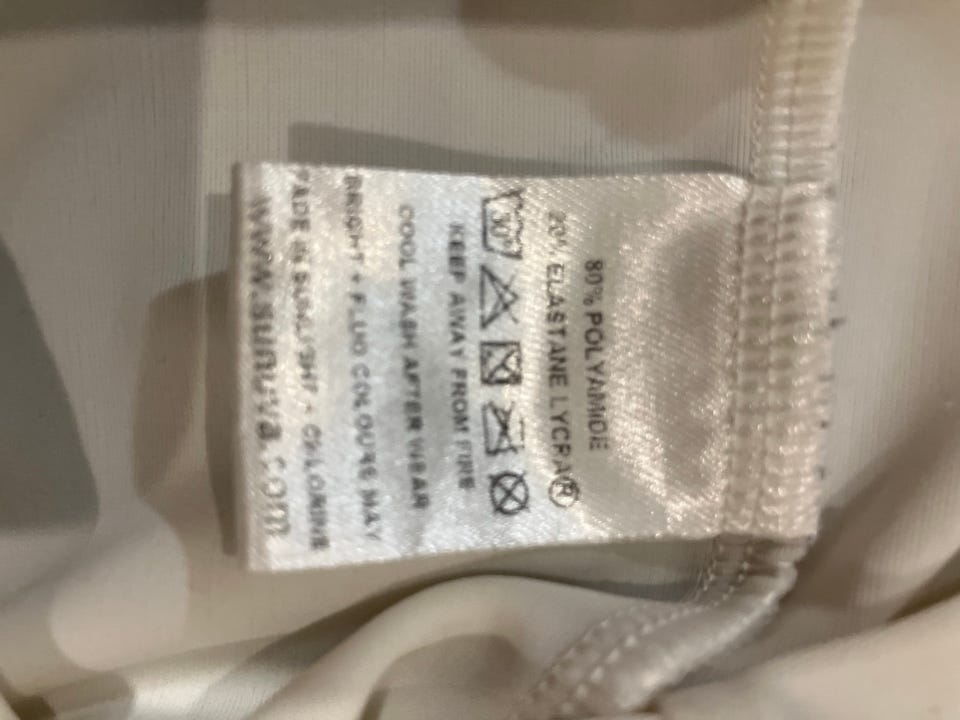 80% POLYAMIDE
20% ELASTANE LYCRA®
30°
KEEP AWAY FROM FIRE
COOL WASH AFTER WEAR
BRIGHT + FLUO COLOURS MAY
FADE IN SUNLIGHT + CHLORINE
www.sunuva.com